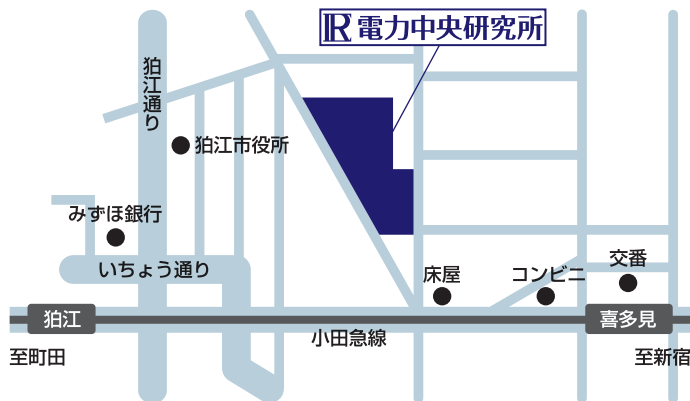 電力中央研究所
狛江通り
狛江市役所
みずほ銀行
いちょう通り
床屋
コンビニ
交番
狛江
喜多見
小田急線
至町田
至新宿